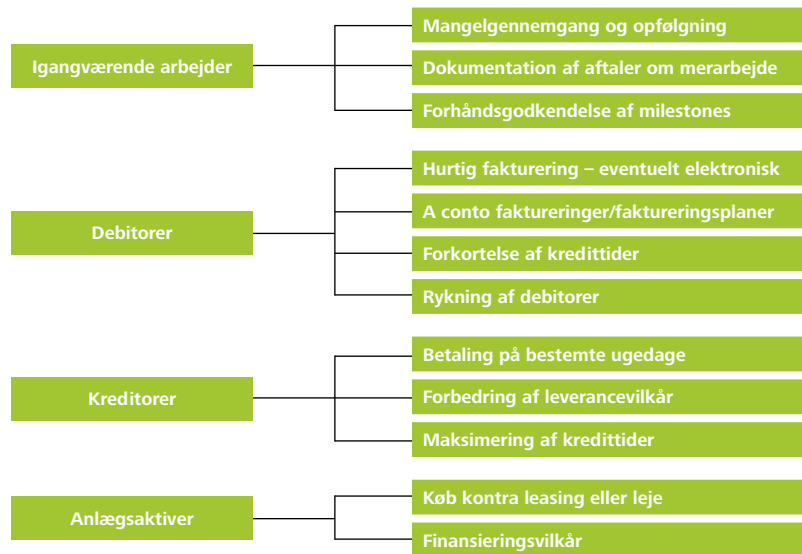 Igangværende arbejder
Mangelgennemgang og opfølgning
Dokumentation af aftaler om merarbejde
Forhåndsgodkendelse af milestones
Debitorer
Hurtig fakturering – eventuelt elektronisk
A conto faktureringer/faktureringsplaner
Forkortelse af kredittider
Rykning af debitorer
Kreditorer
Betaling på bestemte ugedage
Forbedring af leverancevilkår
Maksimering af kredittider
Anlægsaktiver
Køb kontra leasing eller leje
Finansieringsvilkår